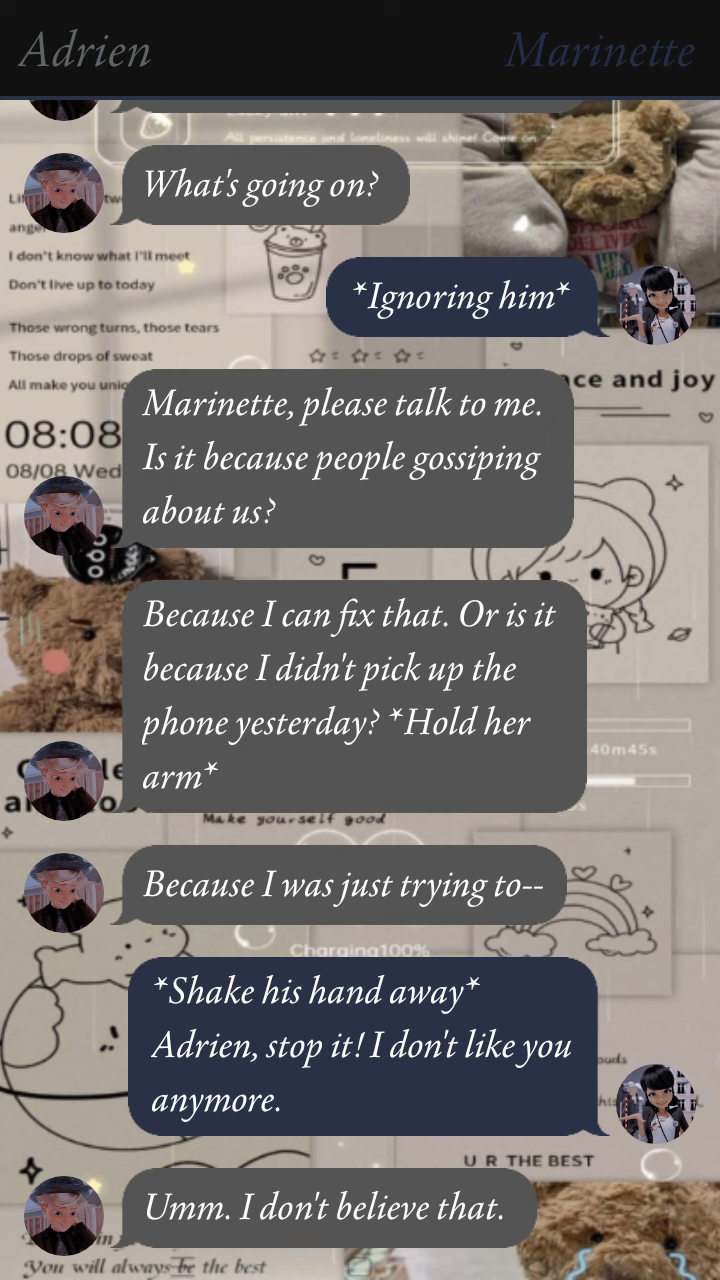 Adrien
Marinette
All persistence and loneliness will shine! Come on
What's going on?
I don't know what I'll meet
Don't live up to today
*Ignoring him*
Those wrong turns, those tears
Those drops of sweat
All make you
and joy
Marinette, please talk to me.
Is it because people gossiping
about us?
08:08
08/08 Wed
Because I can fix that. Or is it
because I didn't pick up the
phone yesterday? *Hold her
arm*
40m45s
Make yourself good
Because I was just trying to--
Charging100%
*Shake his hand away*
Adrien, stop it! I don't like you
anymore.
U R THE BEST
Umm. I don't believe that.
You will always be the best